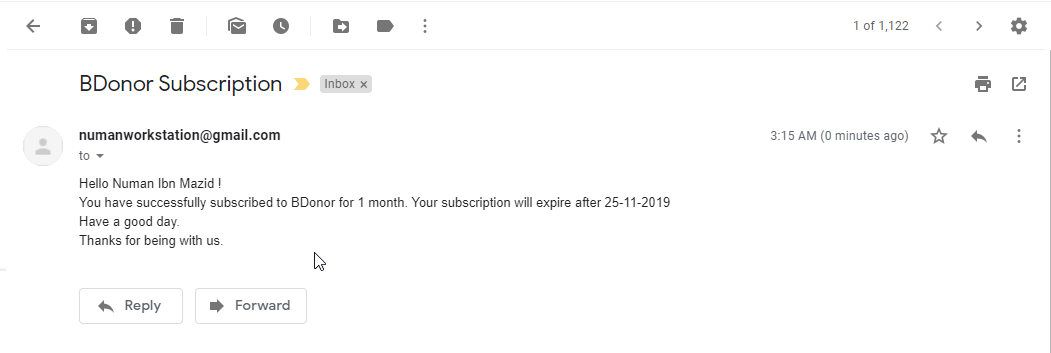 1 of 1,122
BDonor Subscription
Inbox ×
numanworkstation@gmail.com
3:15 AM (0 minutes ago)
to
Hello Numan Ibn Mazid !
You have successfully subscribed to BDonor for 1 month. Your subscription will expire after 25-11-2019
Have a good day.
Thanks for being with us.
Reply
Forward